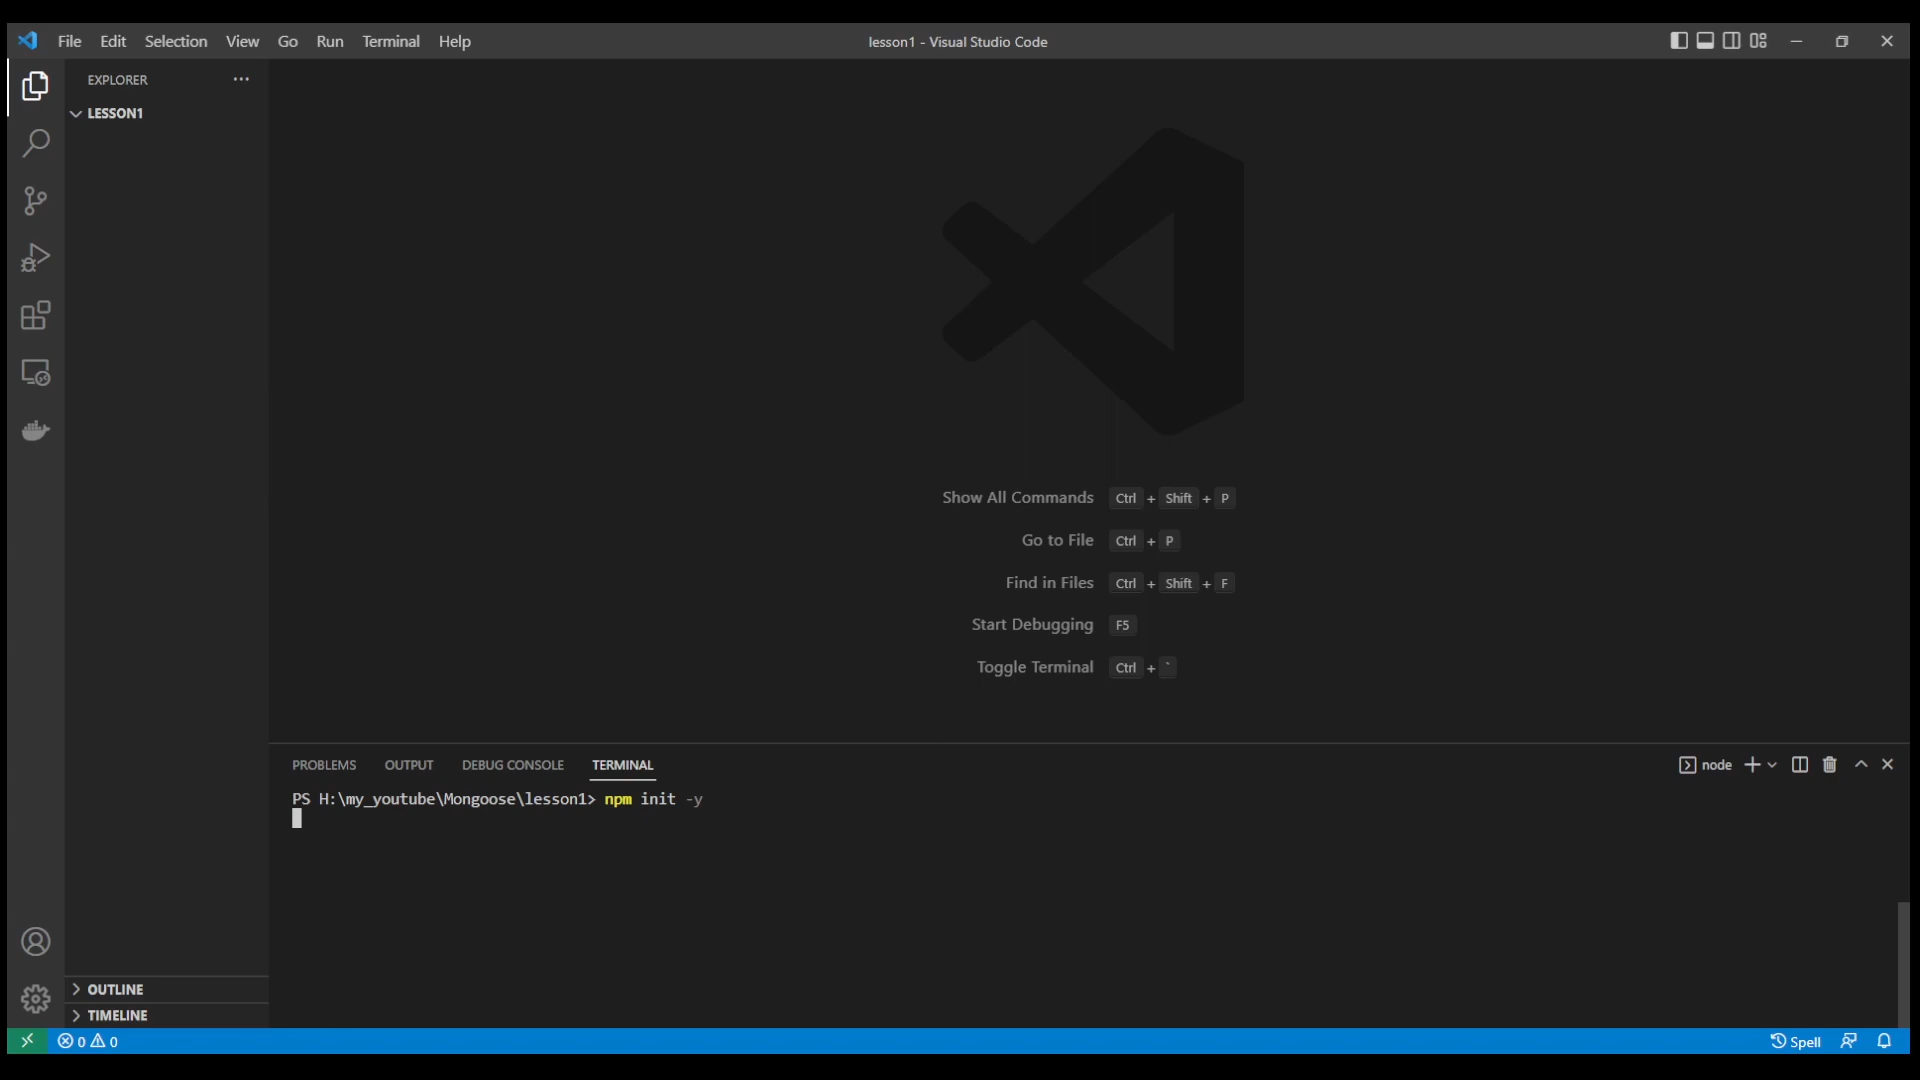 File Edit Selection View Go Run Terminal Help
lesson1 - Visual Studio Code
EXPLORER
LESSON1
Show All Commands Ctrl + Shift + P
Go to File Ctrl + P
Find in Files Ctrl + Shift + F
Start Debugging F5
Toggle Terminal Ctrl + `
PROBLEMS OUTPUT DEBUG CONSOLE TERMINAL
node
PS H:\my_youtube\Mongoose\lesson1> npm init -y
OUTLINE
TIMELINE
0 0
Spell